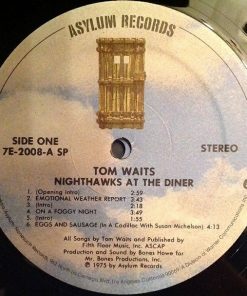 ASYLUM RECORDS
SIDE ONE
7E-2008-A SP
STEREO
TOM WAITS
NIGHTHAWKS AT THE DINER
1. (Opening Intro) 2:59
2. EMOTIONAL WEATHER REPORT 3:43
3. (Intro) 2:18
4. ON A FOGGY NIGHT 3:49
5. (Intro) 1:55
6. EGGS AND SAUSAGE (In A Cadillac With Susan Michelson) 4:13
All Songs by Tom Waits and Published by
Fifth Floor Music, Inc. ASCAP
Production and Sound by Bones Howe for
Mr. Bones Productions, Inc.
℗ 1975 by Asylum Records